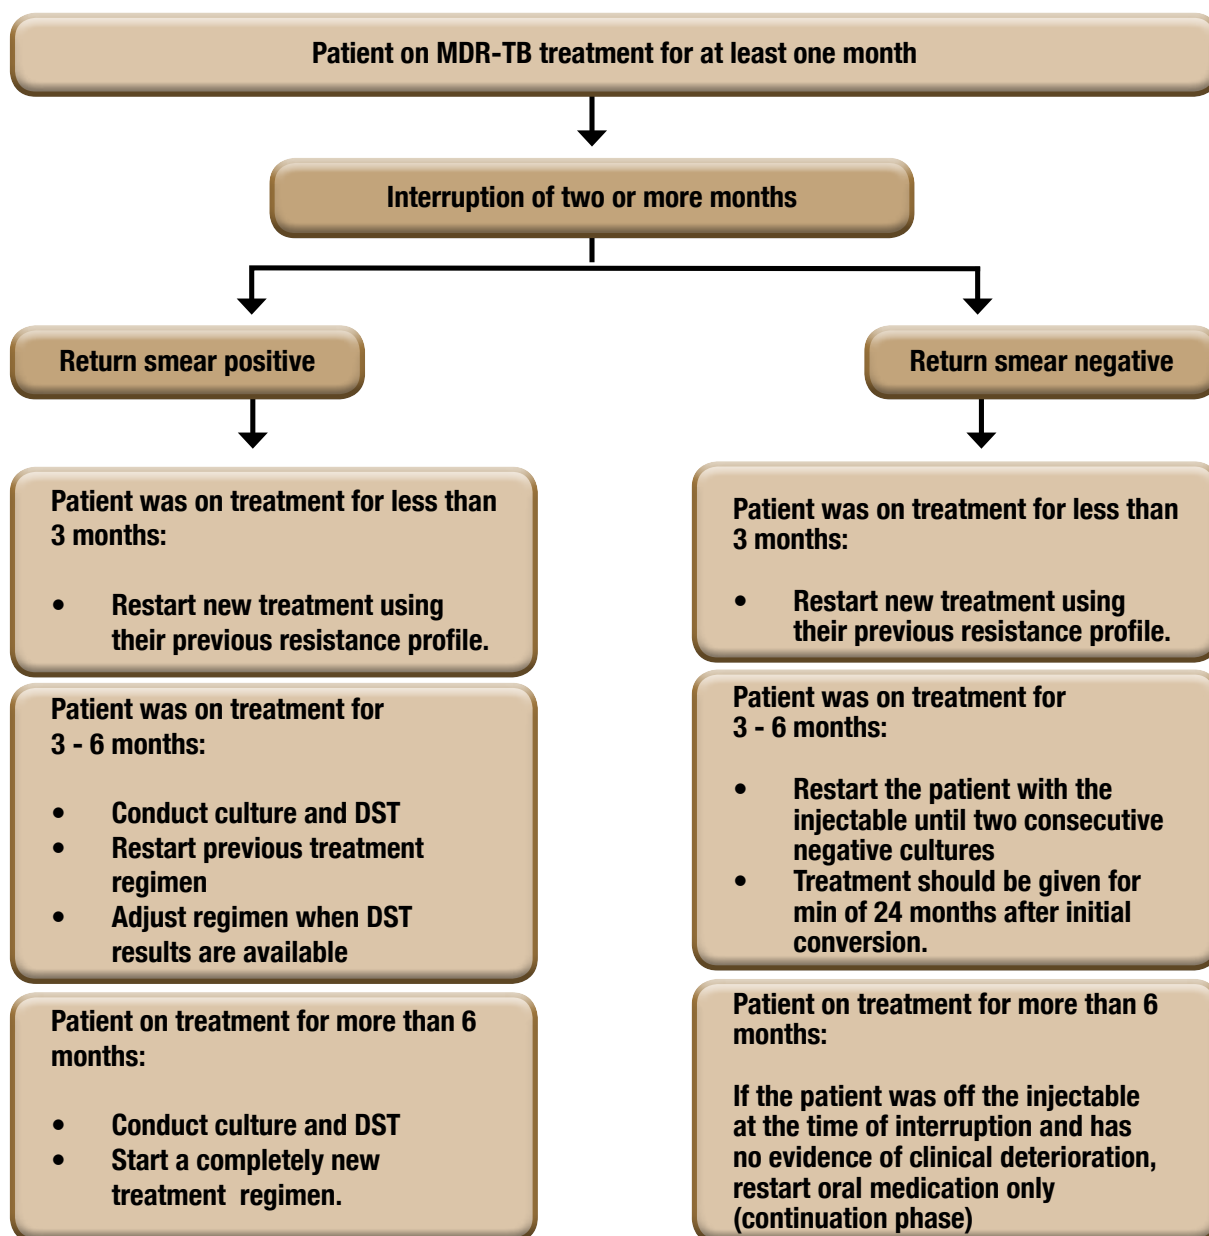 Patient on MDR-TB treatment for at least one month
Interruption of two or more months
Return smear positive
Return smear negative
Patient was on treatment for less than
3 months:
• Restart new treatment using
their previous resistance profile.
Patient was on treatment for
3 - 6 months:
• Conduct culture and DST
• Restart previous treatment
regimen
• Adjust regimen when DST
results are available
Patient on treatment for more than 6
months:
• Conduct culture and DST
• Start a completely new
treatment regimen.
Patient was on treatment for less than
3 months:
• Restart new treatment using
their previous resistance profile.
Patient was on treatment for
3 - 6 months:
• Restart the patient with the
injectable until two consecutive
negative cultures
• Treatment should be given for
min of 24 months after initial
conversion.
Patient on treatment for more than 6
months:
If the patient was off the injectable
at the time of interruption and has
no evidence of clinical deterioration,
restart oral medication only
(continuation phase)